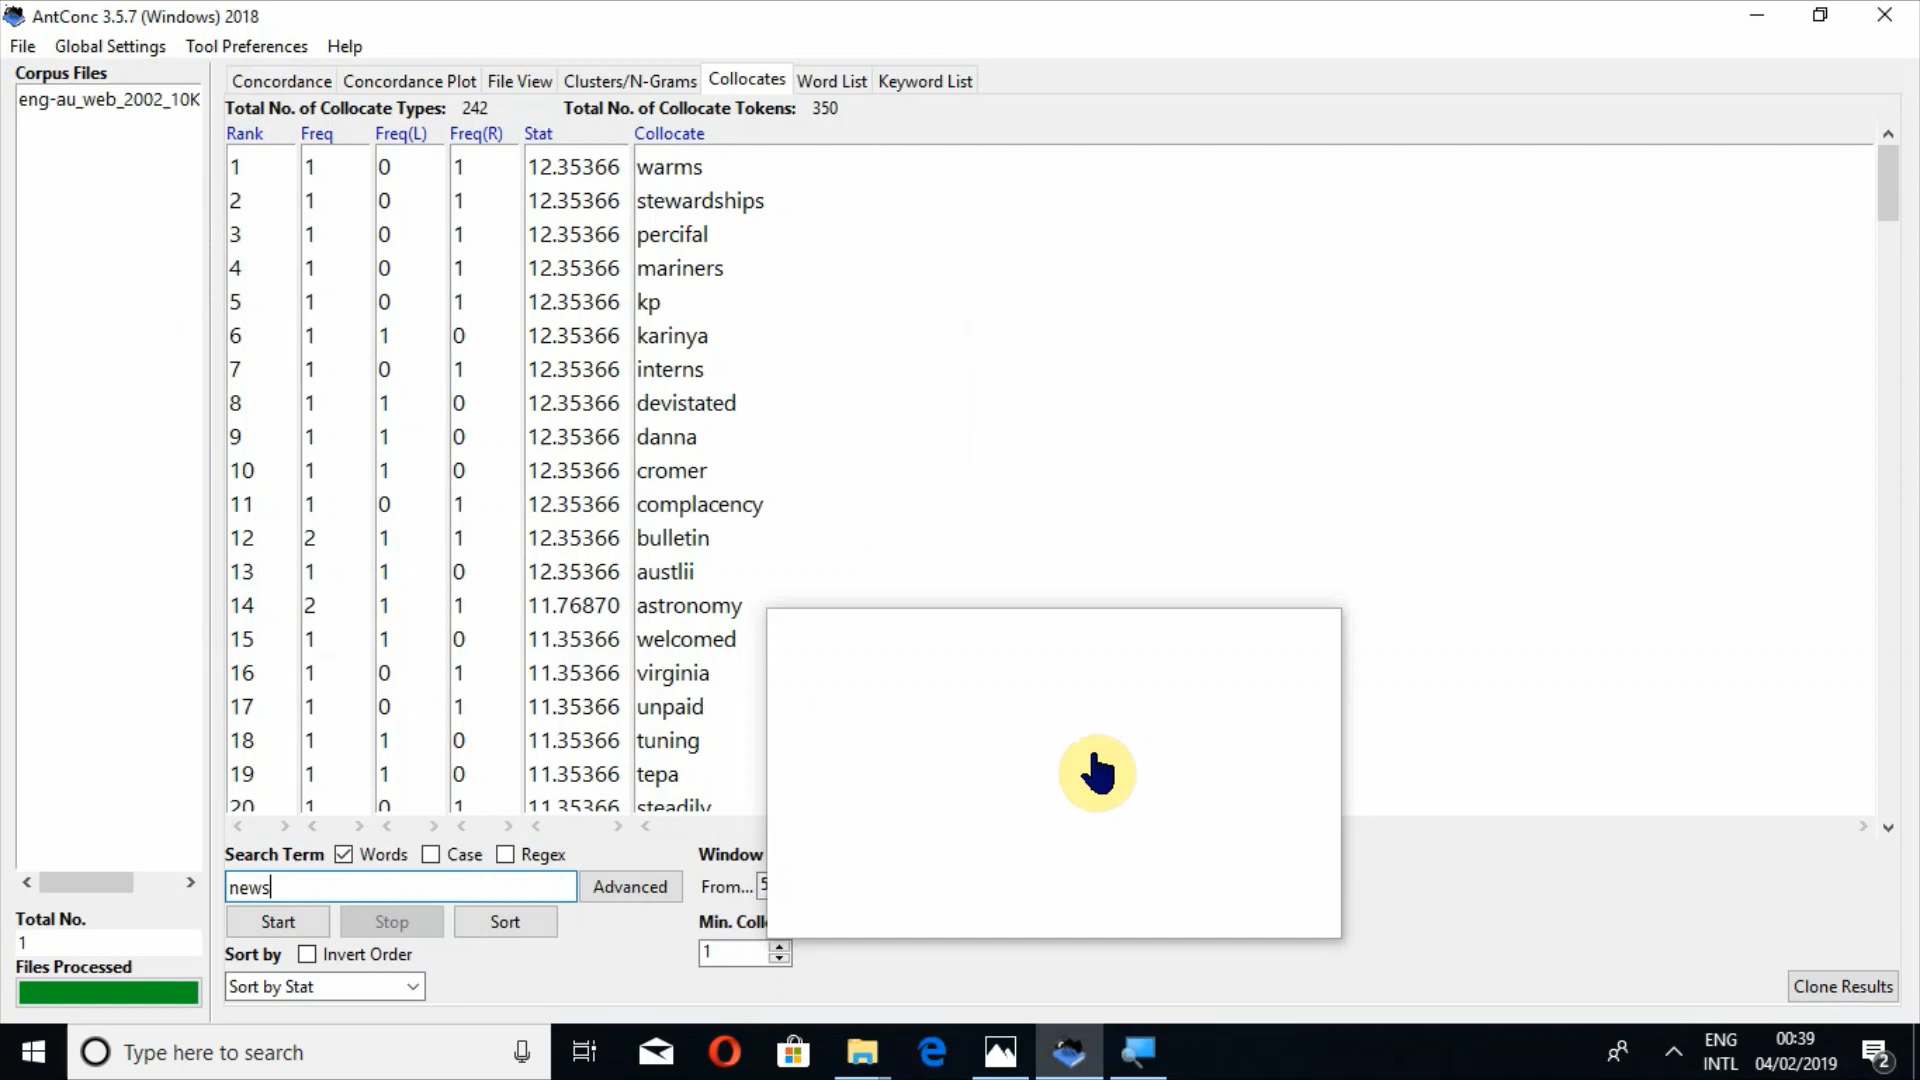 AntConc 3.5.7 (Windows) 2018
File Global Settings Tool Preferences Help
Corpus Files
eng-au_web_2002_10K
Concordance Concordance Plot File View Clusters/N-Grams Collocates Word List Keyword List
Total No. of Collocate Types: 242 Total No. of Collocate Tokens: 350
Rank Freq Freq(L) Freq(R) Stat Collocate
1 1 0 1 12.35366 warms
2 1 0 1 12.35366 stewardships
3 1 0 1 12.35366 percifal
4 1 0 1 12.35366 mariners
5 1 0 1 12.35366 kp
6 1 1 0 12.35366 karinya
7 1 0 1 12.35366 interns
8 1 1 0 12.35366 devistated
9 1 1 0 12.35366 danna
10 1 1 0 12.35366 cromer
11 1 0 1 12.35366 complacency
12 2 1 1 12.35366 bulletin
13 1 1 0 12.35366 austlii
14 2 1 1 11.76870 astronomy
15 1 1 0 11.35366 welcomed
16 1 0 1 11.35366 virginia
17 1 0 1 11.35366 unpaid
18 1 1 0 11.35366 tuning
19 1 1 0 11.35366 tepa
20 1 0 1 11.35366 steadily
Search Term Words Case Regex Window
news Advanced From... 5
Start Stop Sort Min. Coll
Sort by Invert Order 1
Sort by Stat
Total No.
1
Files Processed
Clone Results
Type here to search
ENG 00:39
INTL 04/02/2019
2